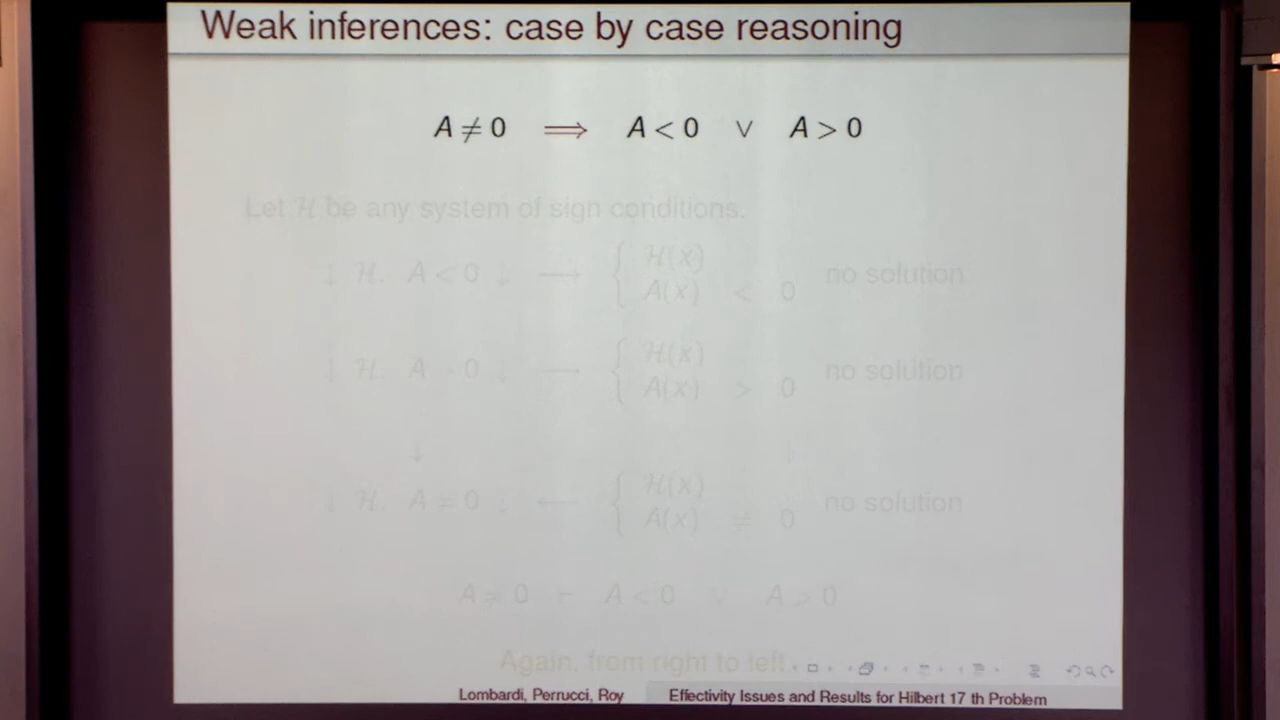 Weak inferences: case by case reasoning
A ≠ 0 ⟹ A < 0 ∨ A > 0
Let H be any system of sign conditions.
↓ H, A < 0 ↓ ⟶ { H(x)
A(x) < 0 no solution
H, A > 0 ⟶ { H(x)
A(x) > 0 no solution
↓ ↓
H, A ≠ 0 ⟵ { H(x)
A(x) ≠ 0 no solution
A ≠ 0 ⊢ A < 0 ∨ A > 0
Again, from right to left.
Lombardi, Perrucci, Roy Effectivity Issues and Results for Hilbert 17 th Problem